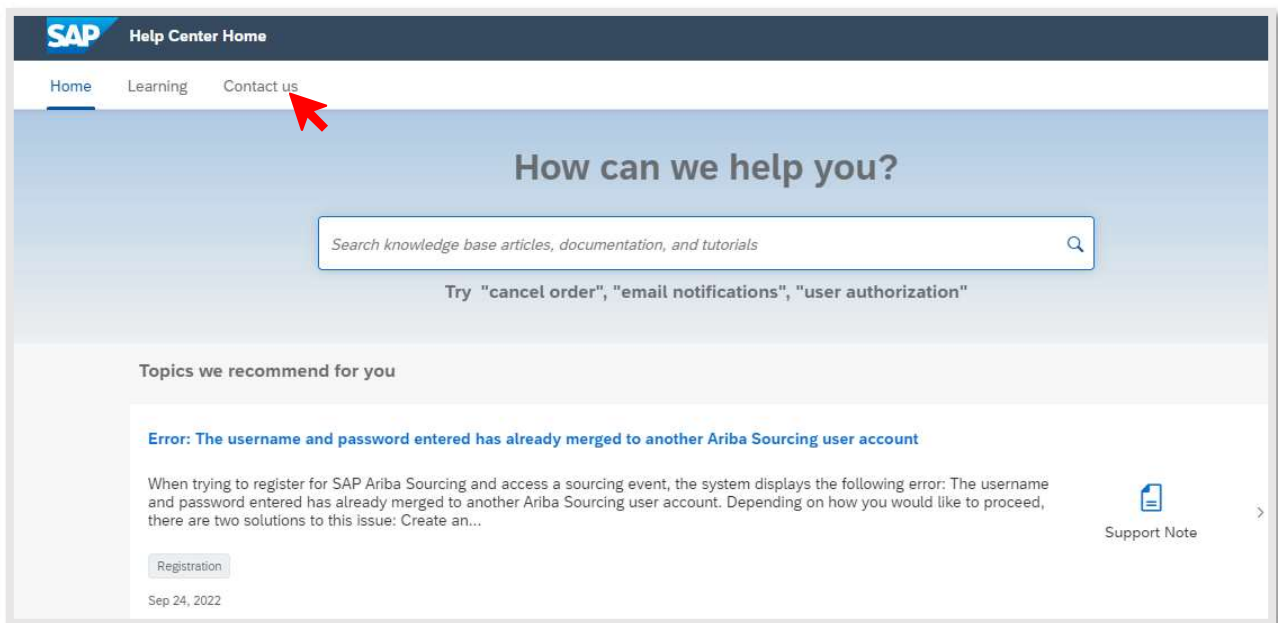 SAP Help Center Home
Home Learning Contact us
How can we help you?
Search knowledge base articles, documentation, and tutorials
Try "cancel order", "email notifications", "user authorization"
Topics we recommend for you
Error: The username and password entered has already merged to another Ariba Sourcing user account
When trying to register for SAP Ariba Sourcing and access a sourcing event, the system displays the following error: The username
and password entered has already merged to another Ariba Sourcing user account. Depending on how you would like to proceed,
there are two solutions to this issue: Create an...
Support Note
Registration
Sep 24, 2022